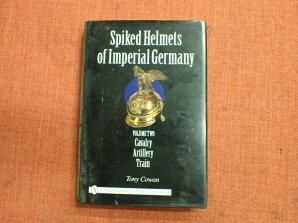 Spiked Helmets
of Imperial Germany
VOLUME TWO
Cavalry
Artillery
Train
Tony Cowan